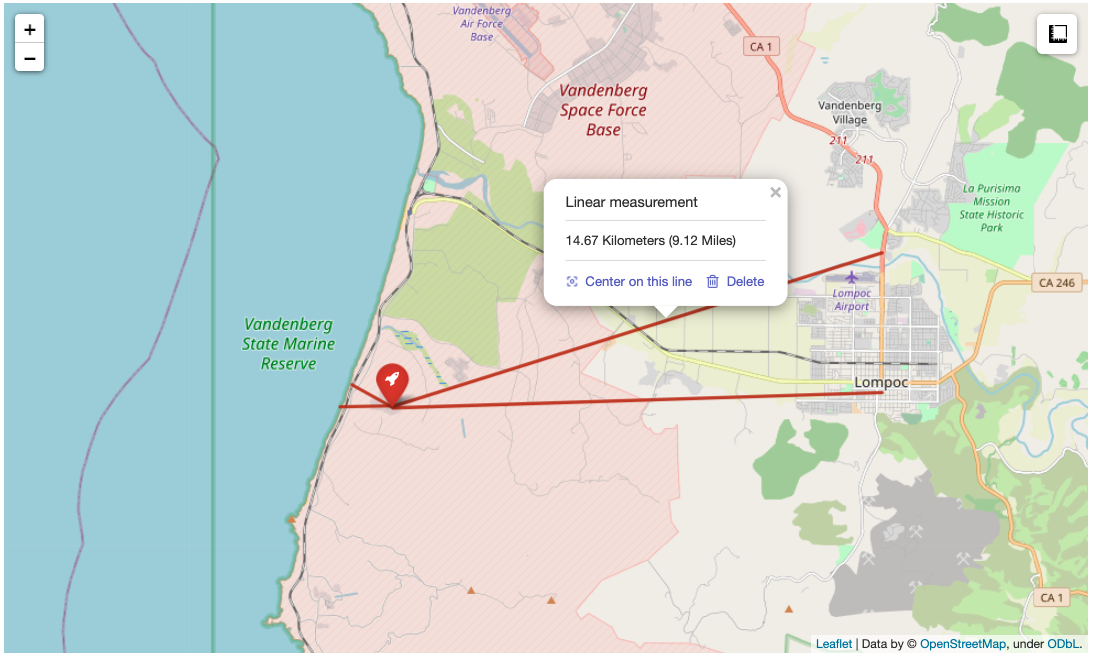 +
−
Vandenberg
Air Force
Base
CA 1
Vandenberg
Space Force
Base
Vandenberg
Village
211
211
La Purisima
Mission
State Historic
Park
Linear measurement
×
14.67 Kilometers (9.12 Miles)
Center on this line
Delete
CA 246
Lompoc
Airport
Vandenberg
State Marine
Reserve
Lompoc
CA 1
Leaflet | Data by © OpenStreetMap, under ODbL.